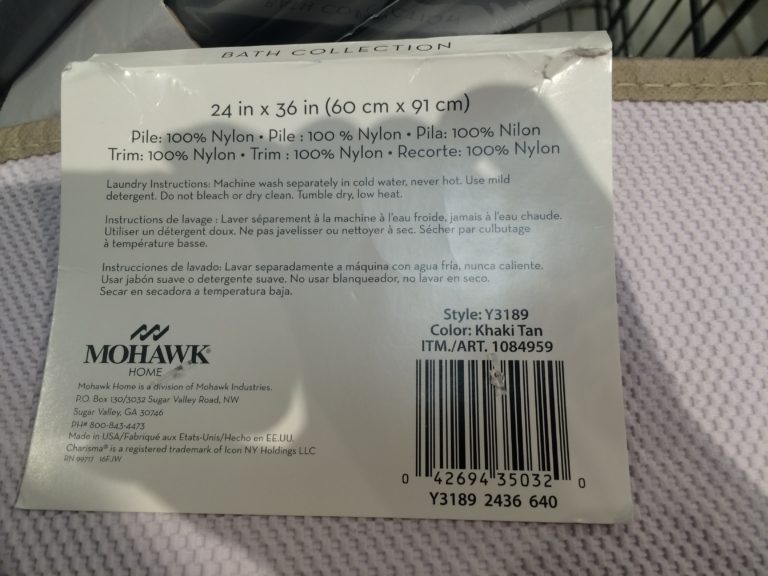 BATH COLLECTION
24 in x 36 in (60 cm x 91 cm)
Pile: 100% Nylon • Pile : 100 % Nylon • Pila: 100% Nilon
Trim: 100% Nylon • Trim : 100% Nylon • Recorte: 100% Nylon
Laundry Instructions: Machine wash separately in cold water, never hot. Use mild
detergent. Do not bleach or dry clean. Tumble dry, low heat.
Instructions de lavage : Laver séparement à la machine à l'eau froide, jamais à l'eau chaude.
Utiliser un détergent doux. Ne pas javelisser ou nettoyer à sec. Sécher par culbutage
à température basse.
Instrucciones de lavado: Lavar separadamente a máquina con agua fría, nunca caliente.
Usar jabón suave o detergente suave. No usar blanqueador, no lavar en seco.
Secar en secadora a temperatura baja.
MOHAWK®
HOME
Mohawk Home is a division of Mohawk Industries.
P.O. Box 130/3032 Sugar Valley Road, NW
Sugar Valley, GA 30746
PH# 800-843-4473
Made in USA/Fabriqué aux Etats-Unis/Hecho en EE.UU.
Charisma® is a registered trademark of Icon NY Holdings LLC
RN 99717 16FJW
Style: Y3189
Color: Khaki Tan
ITM./ART. 1084959
0 42694 35032 0
Y3189 2436 640